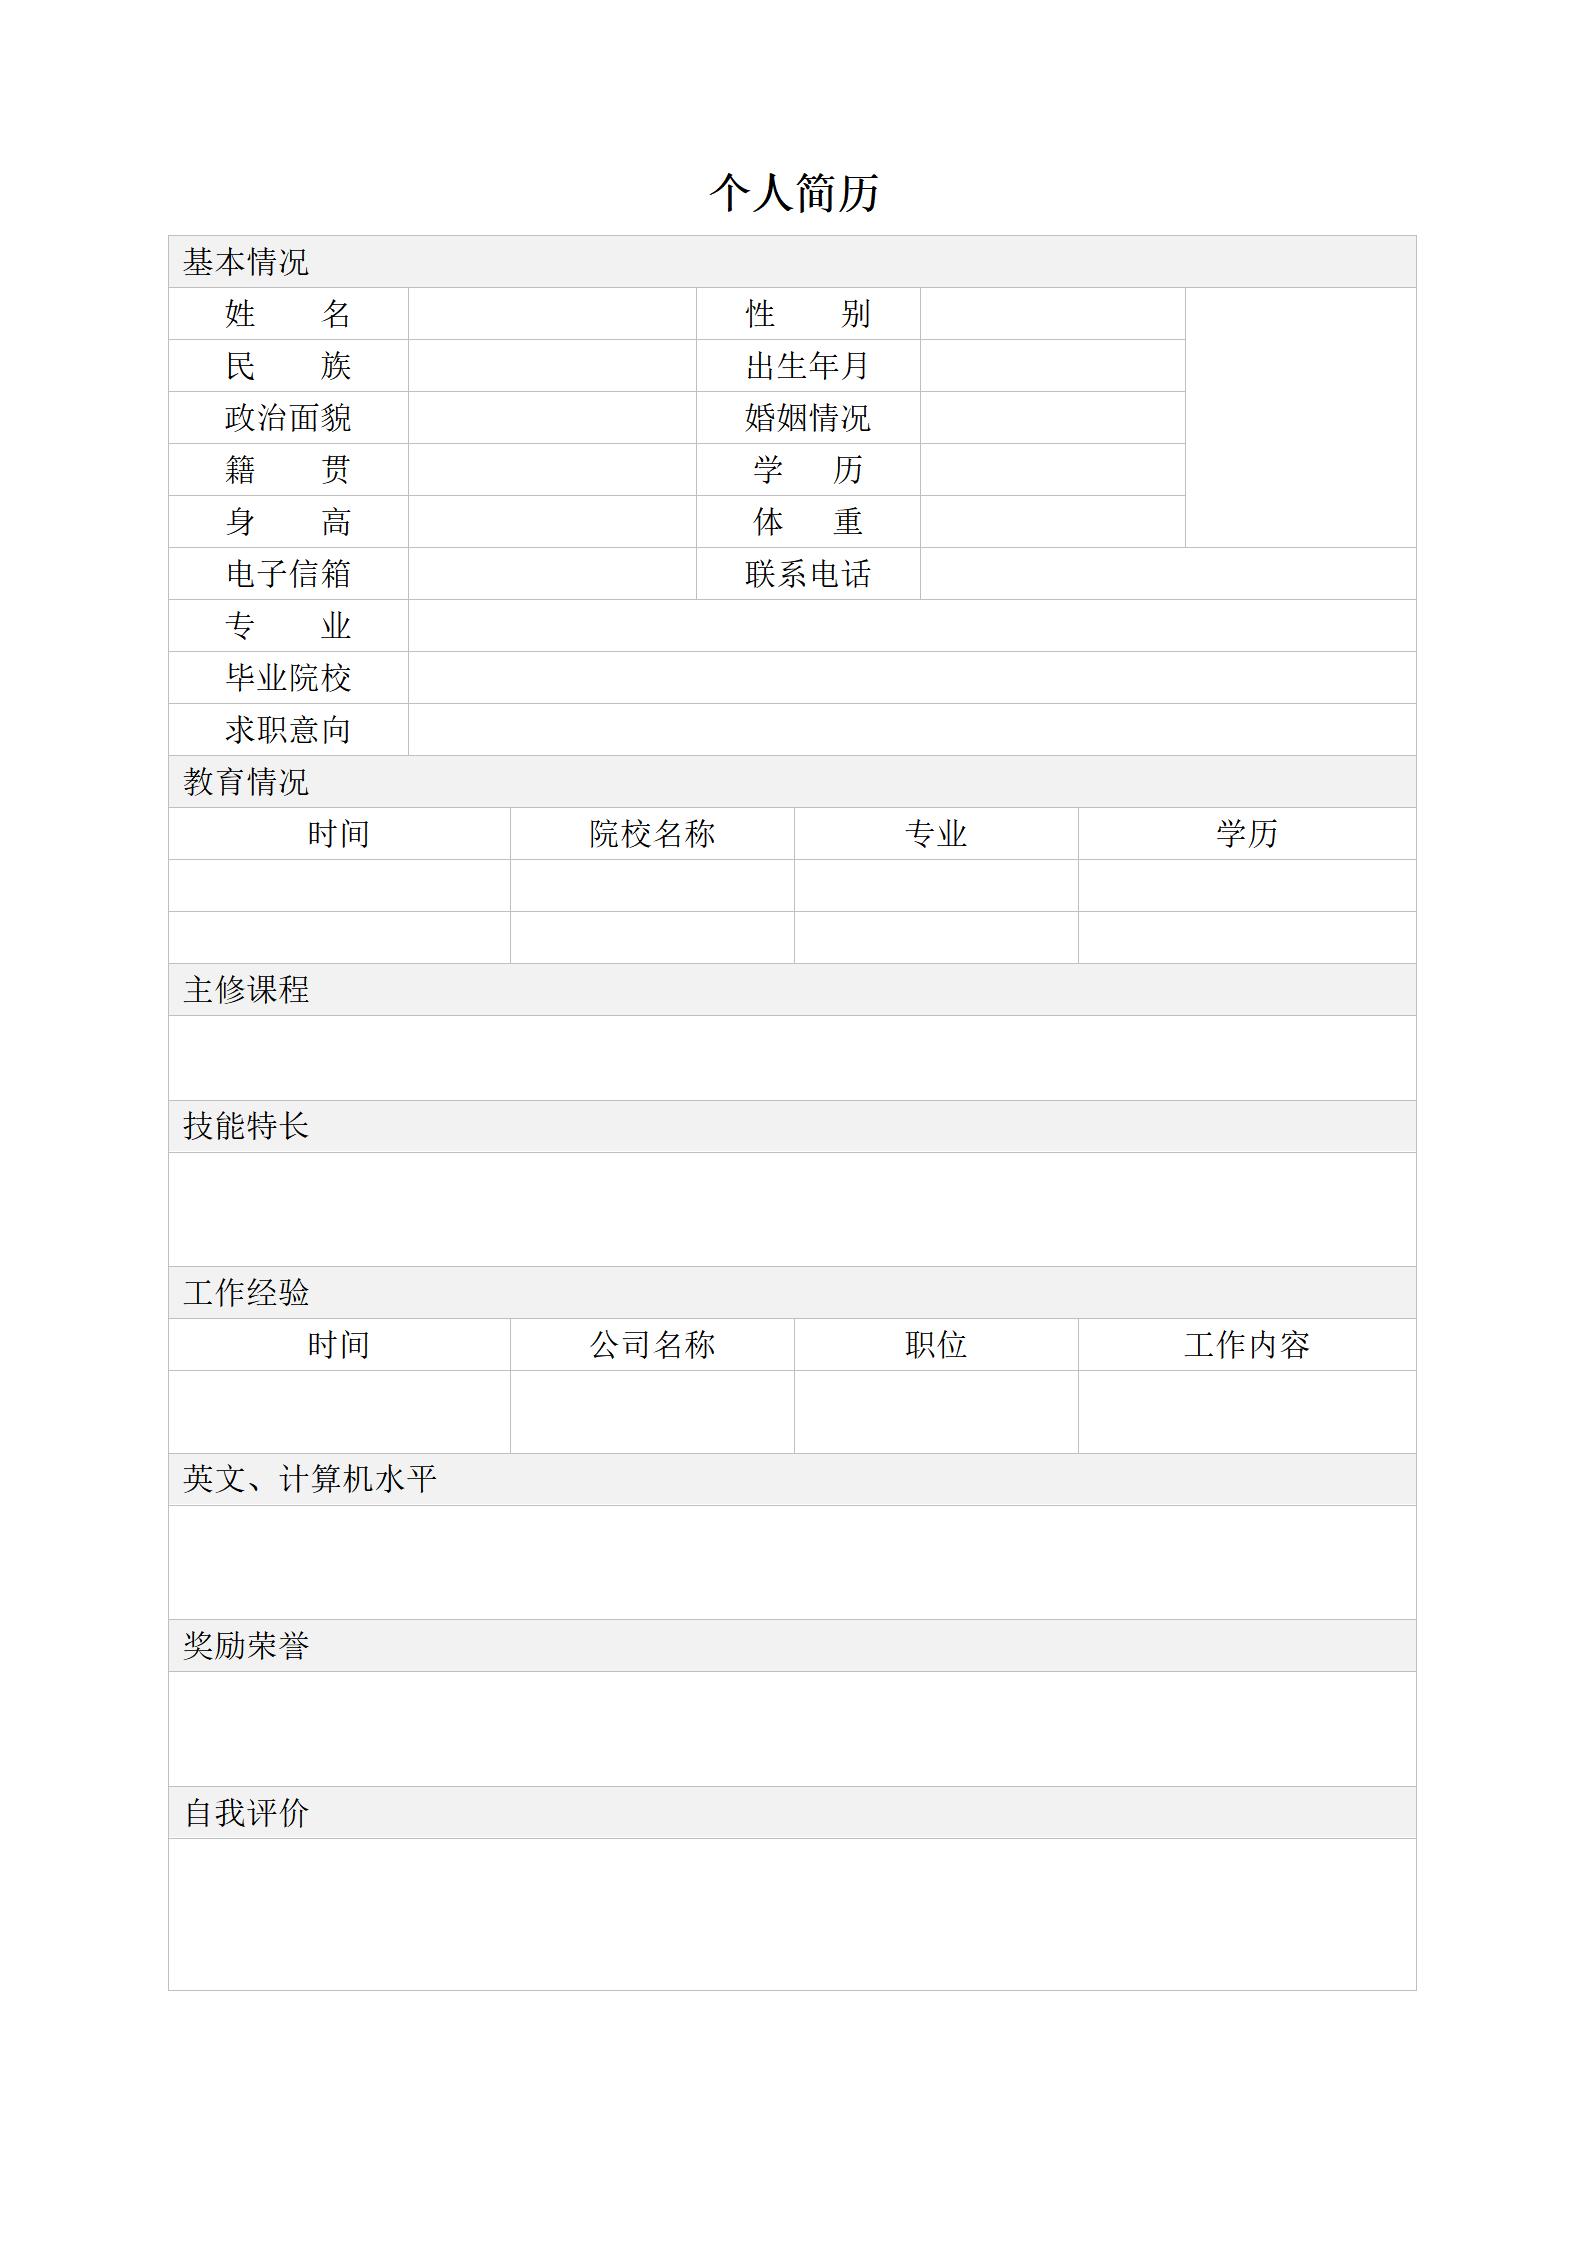 个人简历
基本情况
姓名 性别
民族 出生年月
政治面貌 婚姻情况
籍贯 学历
身高 体重
电子信箱 联系电话
专业
毕业院校
求职意向
教育情况
时间 院校名称 专业 学历
主修课程
技能特长
工作经验
时间 公司名称 职位 工作内容
英文、计算机水平
奖励荣誉
自我评价